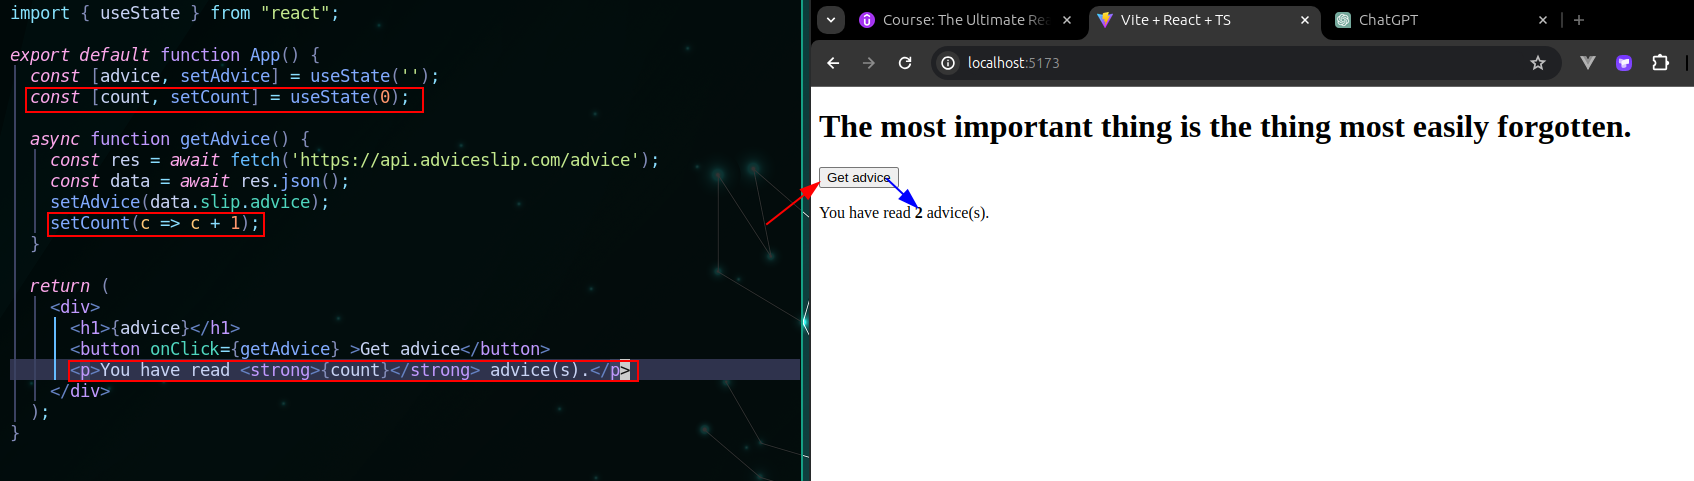 import { useState } from "react";
export default function App() {
const [advice, setAdvice] = useState('');
const [count, setCount] = useState(0);
async function getAdvice() {
const res = await fetch('https://api.adviceslip.com/advice');
const data = await res.json();
setAdvice(data.slip.advice);
setCount(c => c + 1);
}
return (
<div>
<h1>{advice}</h1>
<button onClick={getAdvice} >Get advice</button>
<p>You have read <strong>{count}</strong> advice(s).</p>
</div>
);
}
Course: The Ultimate Re
Vite + React + TS
ChatGPT
localhost:5173
The most important thing is the thing most easily forgotten.
Get advice
You have read 2 advice(s).